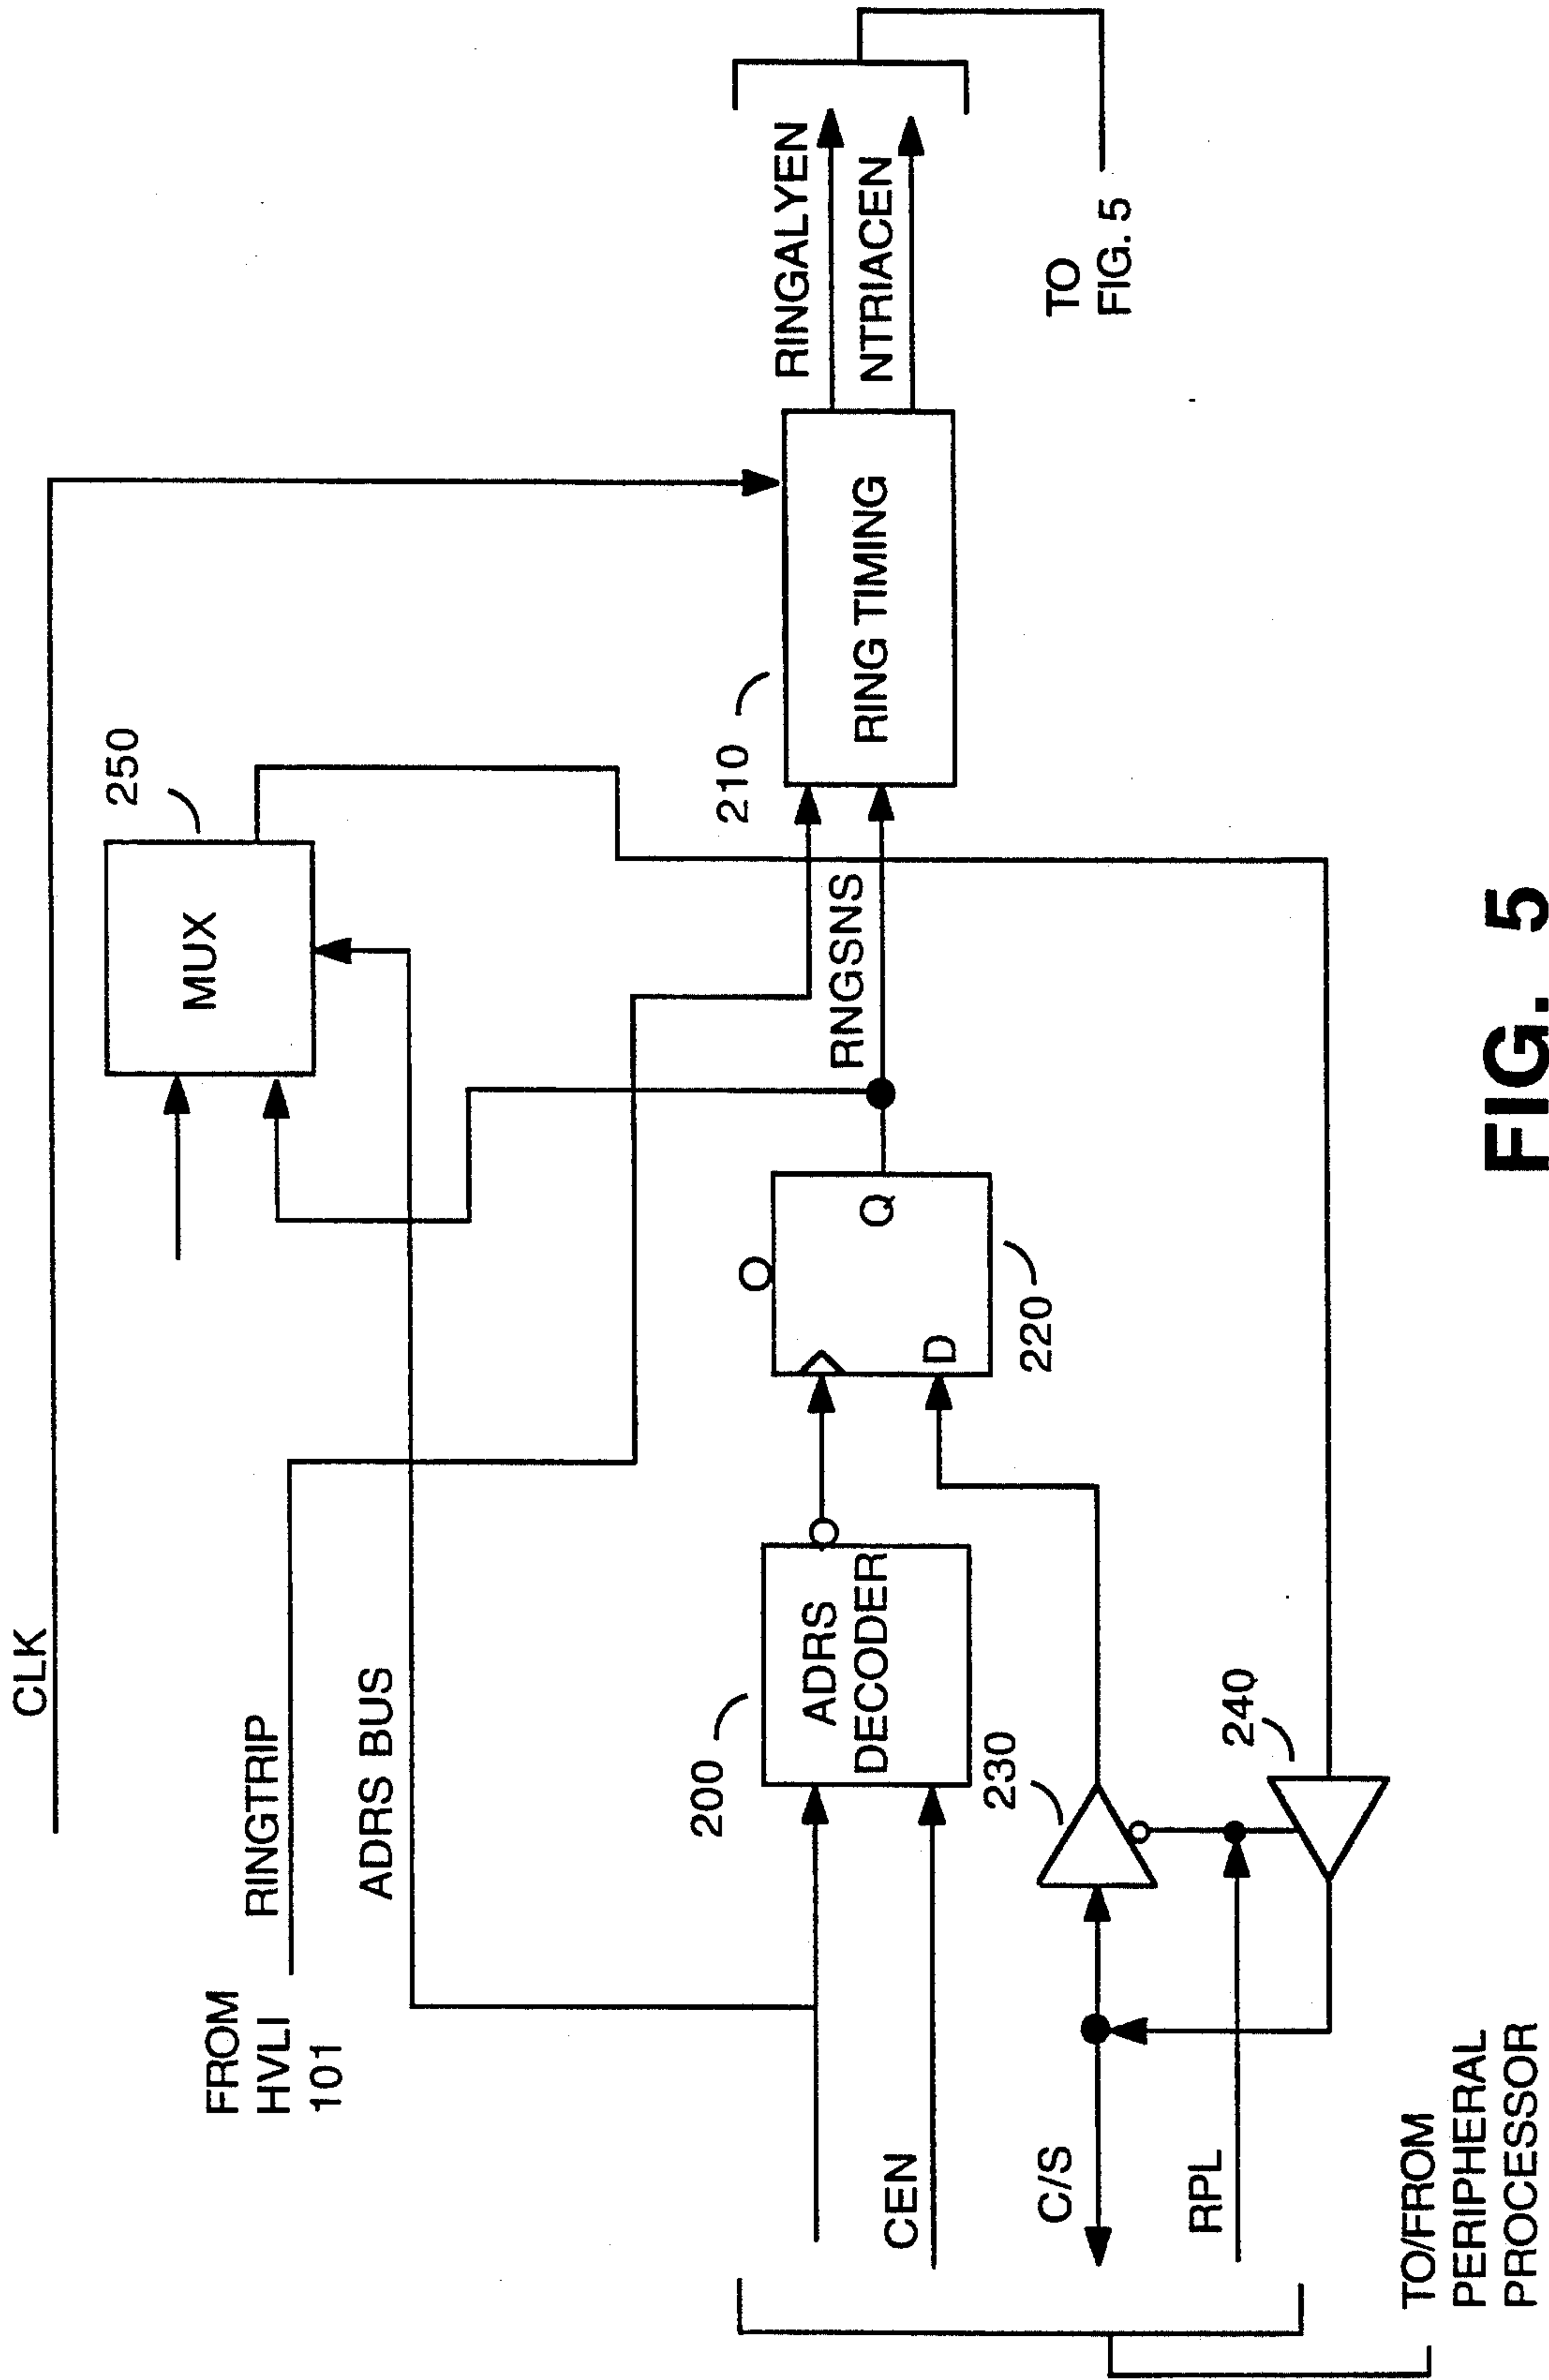 CLK
FROM
HVLI
101
RINGTRIP
ADRS BUS
MUX
250
200
ADRS
DECODER
CEN
230
C/S
RPL
240
D
Q
220
RNGSNS
210
RING TIMING
RINGALYEN
NTRIACEN
TO
FIG. 5
TO/FROM
PERIPHERAL
PROCESSOR
FIG. 5